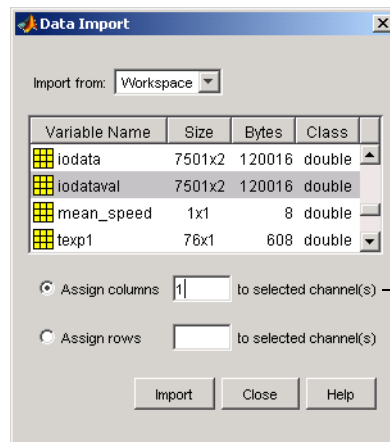 Data Import
Import from: Workspace
Variable Name Size Bytes Class
iodata 7501x2 120016 double
iodataval 7501x2 120016 double
mean_speed 1x1 8 double
texp1 76x1 608 double
Assign columns 1 to selected channel(s)
Assign rows to selected channel(s)
Import Close Help